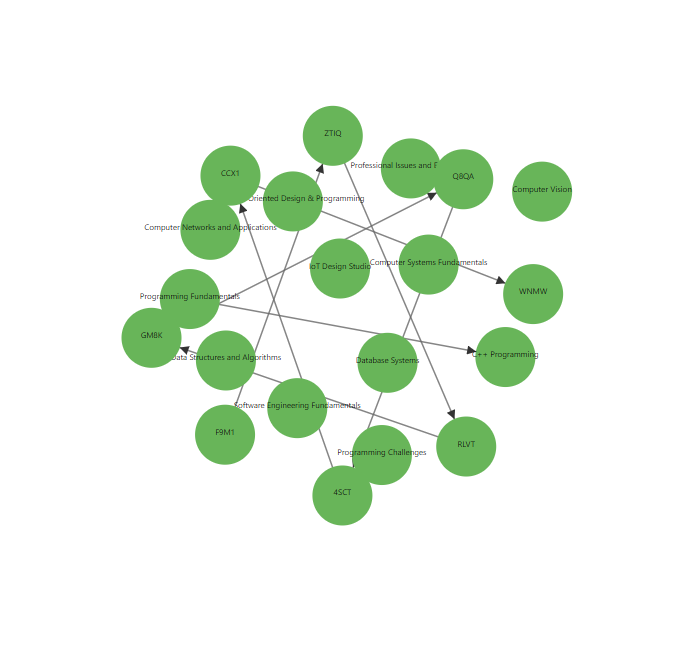 ZTIQ
Professional Issues and
CCX1
Q8QA
Computer Vision
Oriented Design & Programming
Computer Networks and Applications
IoT Design Studio
Computer Systems Fundamentals
WNMW
Programming Fundamentals
GM8K
Data Structures and Algorithms
C++ Programming
Database Systems
Software Engineering Fundamentals
F9M1
RLVT
Programming Challenges
4SCT